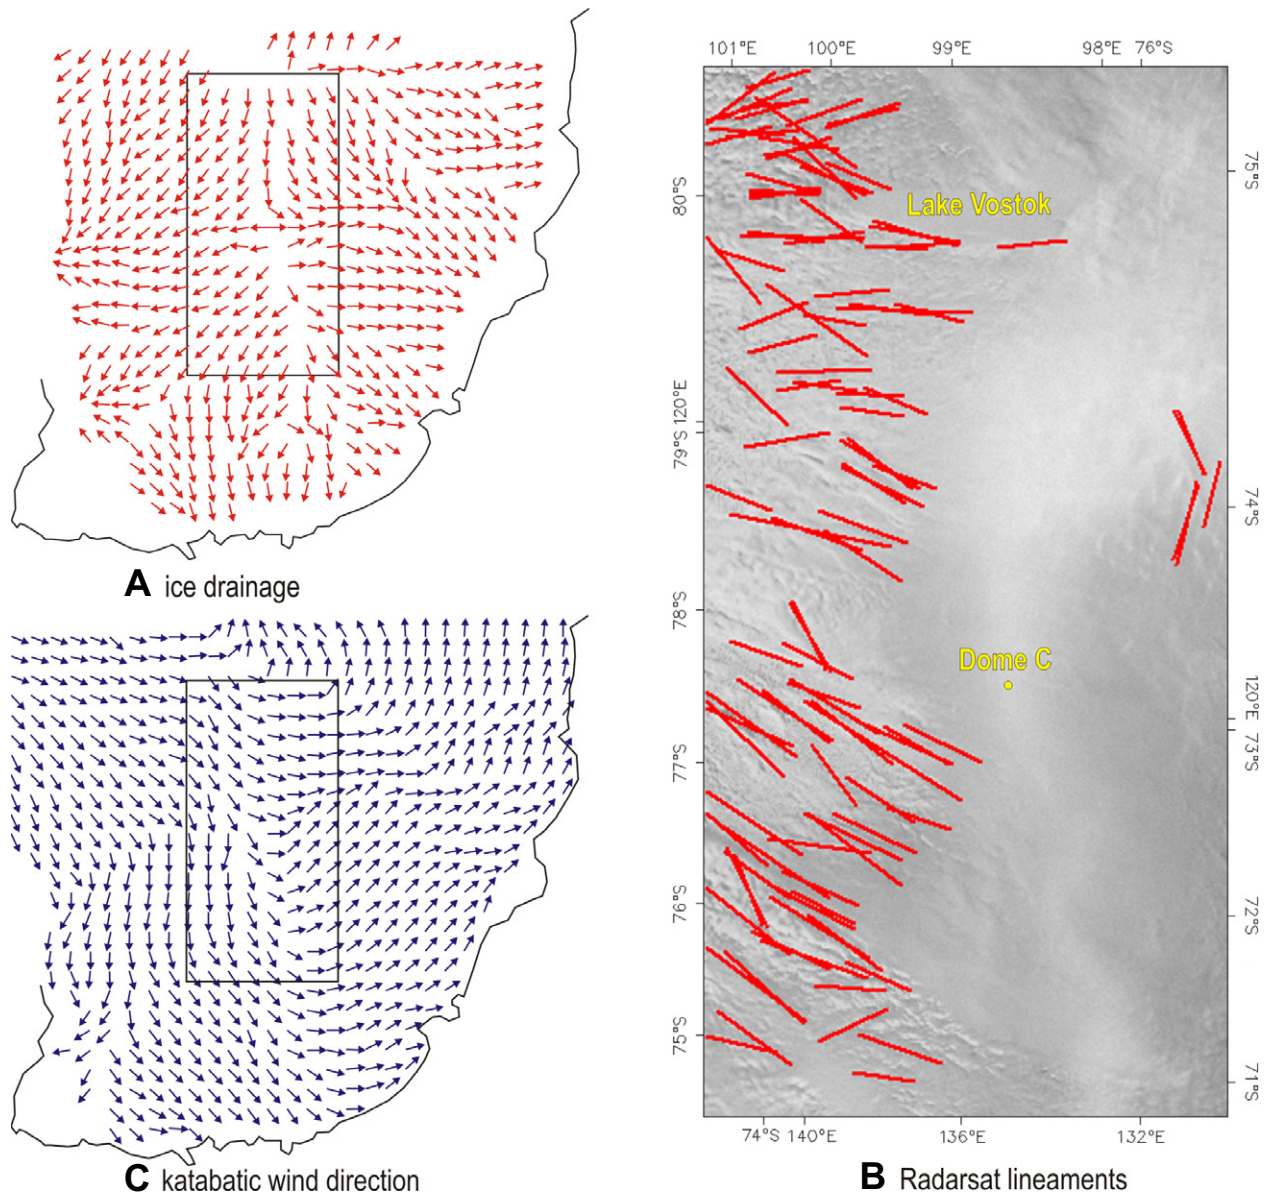 A ice drainage
C katabatic wind direction
101°E 100°E 99°E 98°E 76°S
80°S
120°E
79°S
78°S
77°S
76°S
75°S
Lake Vostok
Dome C
75°S
74°S
120°E
73°S
72°S
71°S
74°S 140°E 136°E 132°E
B Radarsat lineaments